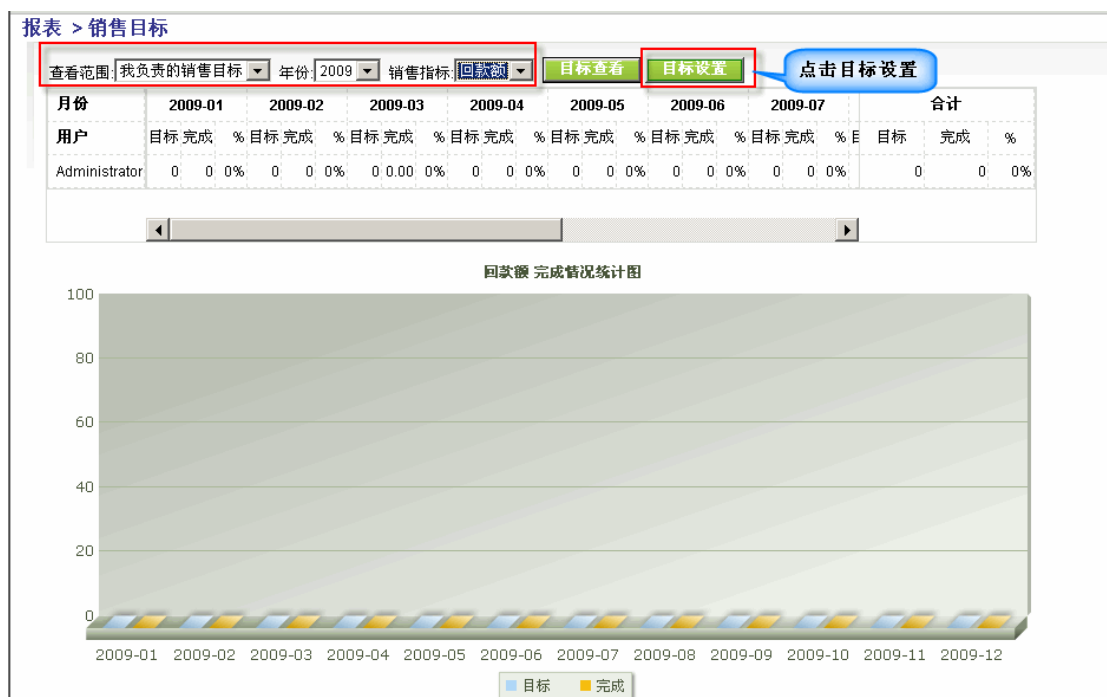 报表 >销售目标
查看范围: 我负责的销售目标 年份: 2009 销售指标: 回款额 目标查看 目标设置 点击目标设置
月份 2009-01 2009-02 2009-03 2009-04 2009-05 2009-06 2009-07 合计
用户 目标 完成 % 目标 完成 % 目标 完成 % 目标 完成 % 目标 完成 % 目标 完成 % 目标 完成 % 目标 完成 %
Administrator 0 0 0% 0 0 0% 0 0.00 0% 0 0 0% 0 0 0% 0 0 0% 0 0 0% 0 0 0%
回款额 完成情况统计图
100
80
60
40
20
0
2009-01 2009-02 2009-03 2009-04 2009-05 2009-06 2009-07 2009-08 2009-09 2009-10 2009-11 2009-12
目标 完成